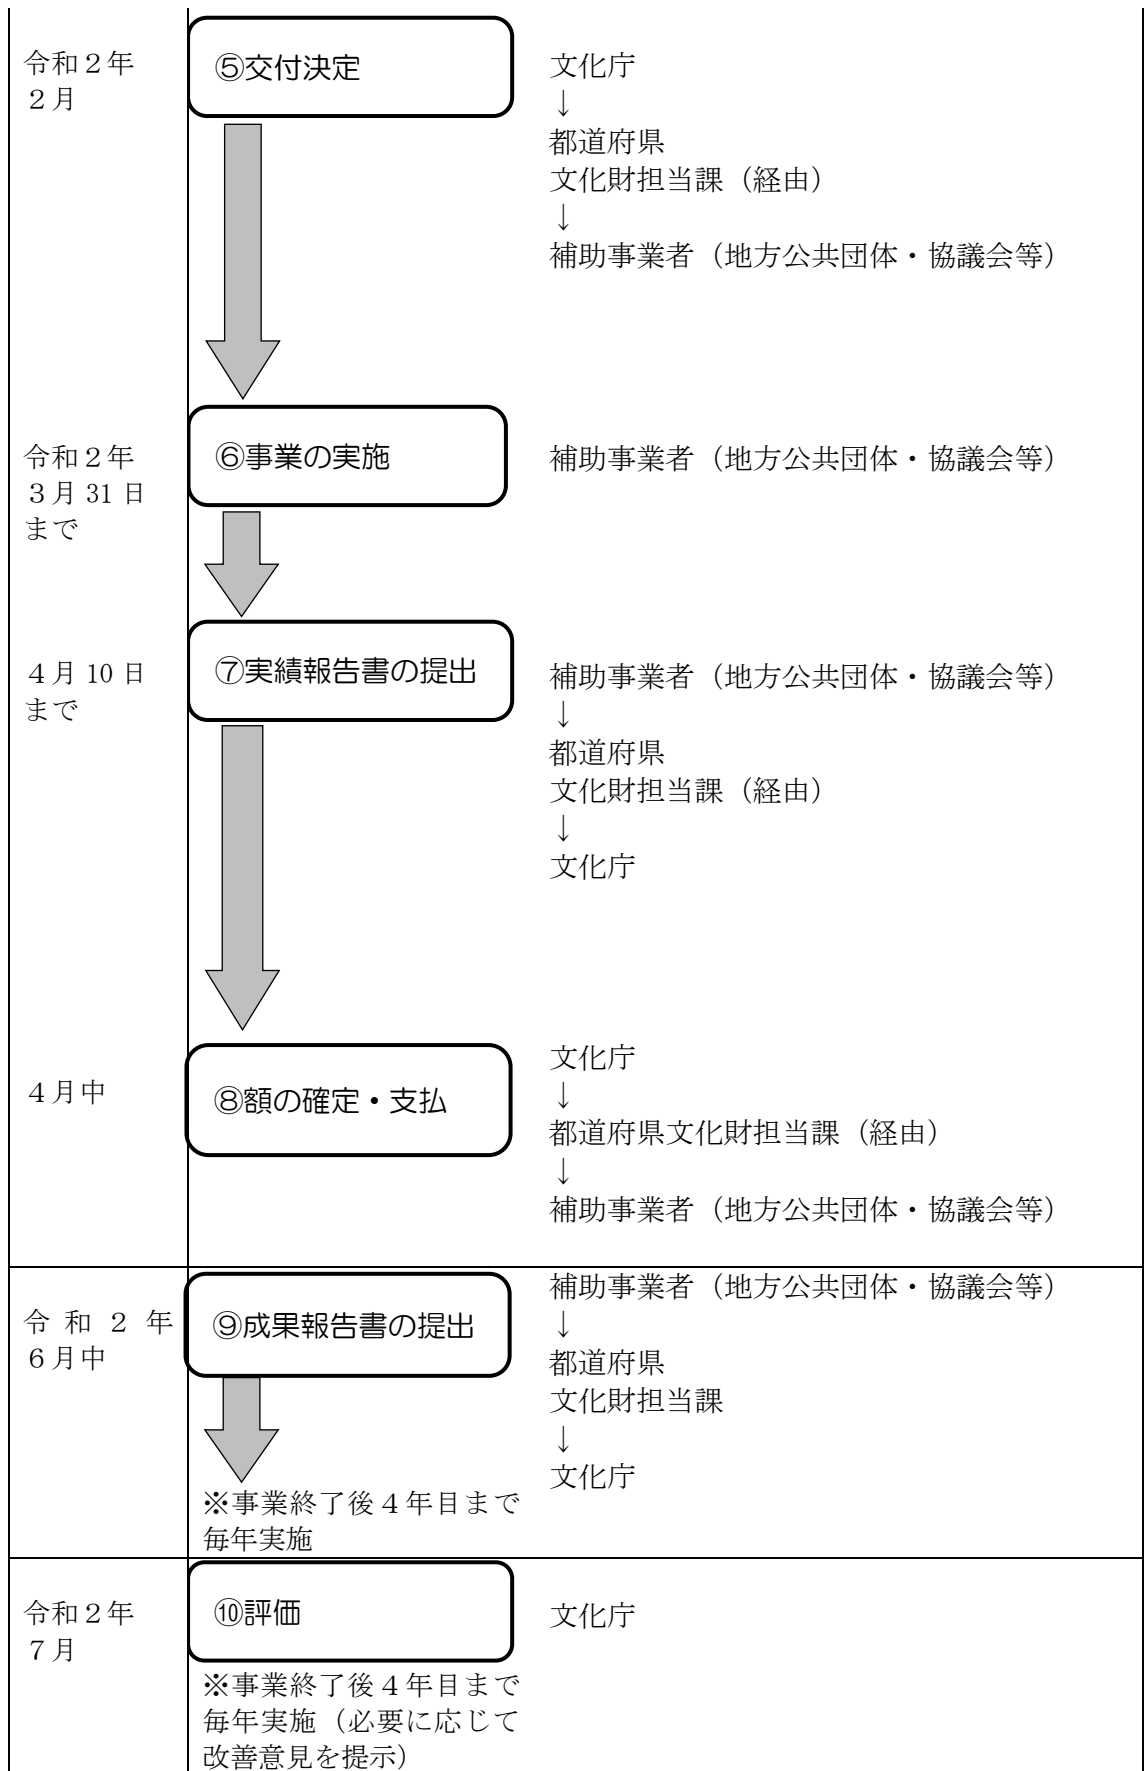 令和２年
２月
⑤交付決定
文化庁
↓
都道府県
文化財担当課（経由）
↓
補助事業者（地方公共団体・協議会等）
令和２年
３月 31 日
まで
⑥事業の実施
補助事業者（地方公共団体・協議会等）
４月 10 日
まで
⑦実績報告書の提出
補助事業者（地方公共団体・協議会等）
↓
都道府県
文化財担当課（経由）
↓
文化庁
４月中
⑧額の確定・支払
文化庁
↓
都道府県文化財担当課（経由）
↓
補助事業者（地方公共団体・協議会等）
令和２年
６月中
⑨成果報告書の提出
※事業終了後４年目まで
毎年実施
補助事業者（地方公共団体・協議会等）
↓
都道府県
文化財担当課
↓
文化庁
令和２年
７月
⑩評価
※事業終了後４年目まで
毎年実施（必要に応じて
改善意見を提示）
文化庁